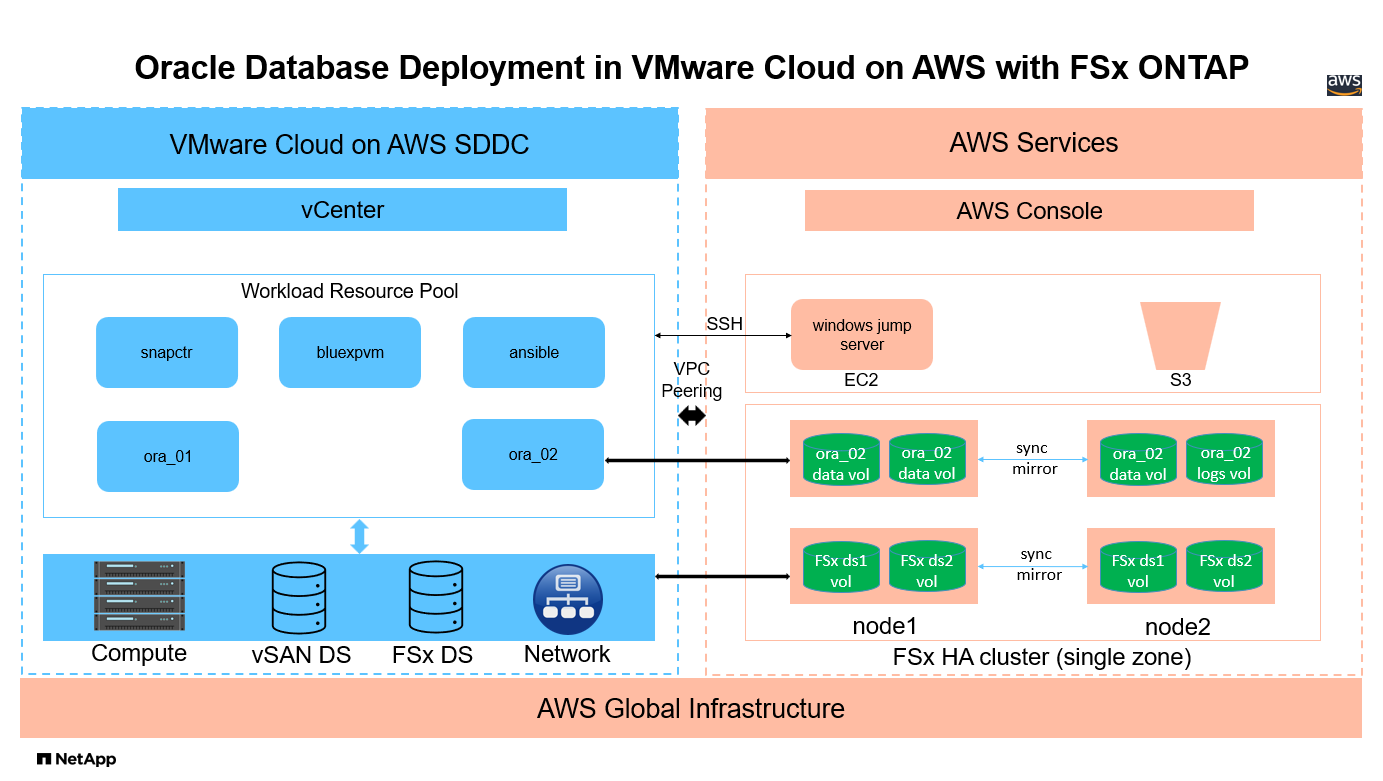 Oracle Database Deployment in VMware Cloud on AWS with FSx ONTAP
aws
VMware Cloud on AWS SDDC
vCenter
Workload Resource Pool
snapctr
bluexpvm
ansible
ora_01
ora_02
Compute
vSAN DS
FSx DS
Network
SSH
VPC
Peering
AWS Services
AWS Console
windows jump
server
EC2
S3
ora_02
data vol
ora_02
data vol
sync
mirror
ora_02
data vol
ora_02
logs vol
FSx ds1
vol
FSx ds2
vol
sync
mirror
FSx ds1
vol
FSx ds2
vol
node1
node2
FSx HA cluster (single zone)
AWS Global Infrastructure
NetApp